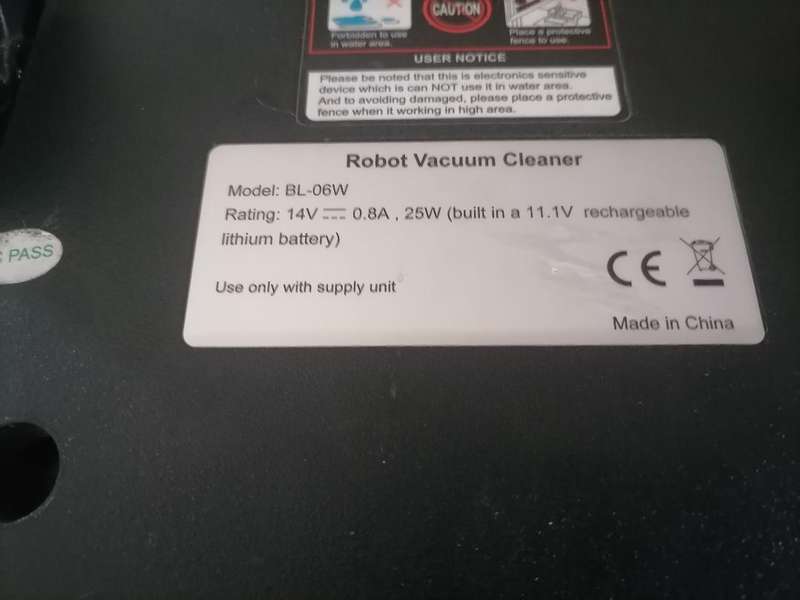 Forbidden to use
in water area.
CAUTION
Place a protective
fence to use.
USER NOTICE
Please be noted that this is electronics sensitive
device which is can NOT use it in water area.
And to avoiding damaged, please place a protective
fence when it working in high area.
Robot Vacuum Cleaner
Model: BL-06W
Rating: 14V ⎓ 0.8A , 25W (built in a 11.1V rechargeable
lithium battery)
Use only with supply unit
CE
Made in China
PASS